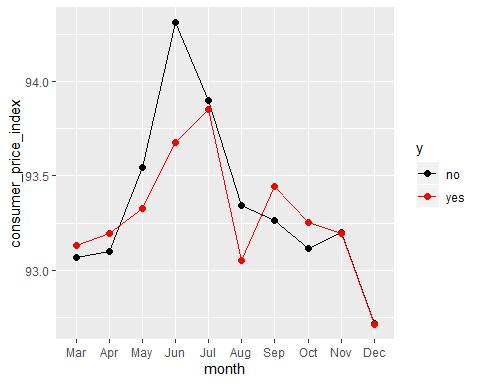 consumer_price_index
94.0
93.5
93.0
Mar Apr May Jun Jul Aug Sep Oct Nov Dec
month
y
no
yes